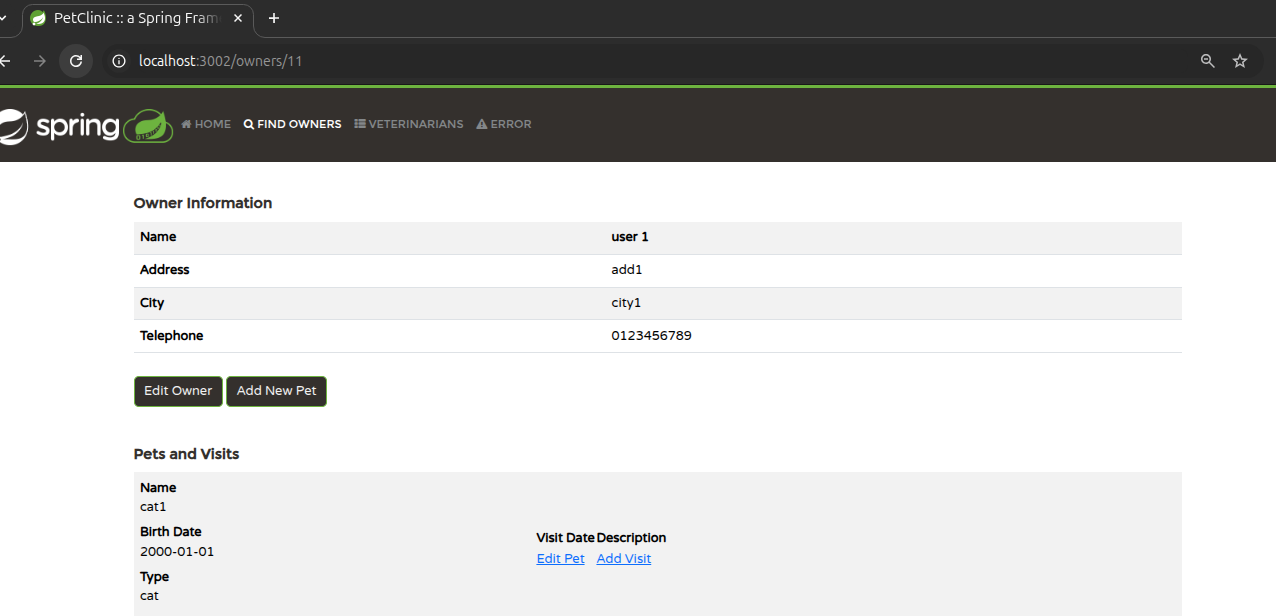 PetClinic :: a Spring Fram
localhost:3002/owners/11
spring HOME FIND OWNERS VETERINARIANS ERROR
Owner Information
Name user 1
Address add1
City city1
Telephone 0123456789
Edit Owner Add New Pet
Pets and Visits
Name
cat1
Birth Date
2000-01-01
Visit Date Description
Edit Pet Add Visit
Type
cat